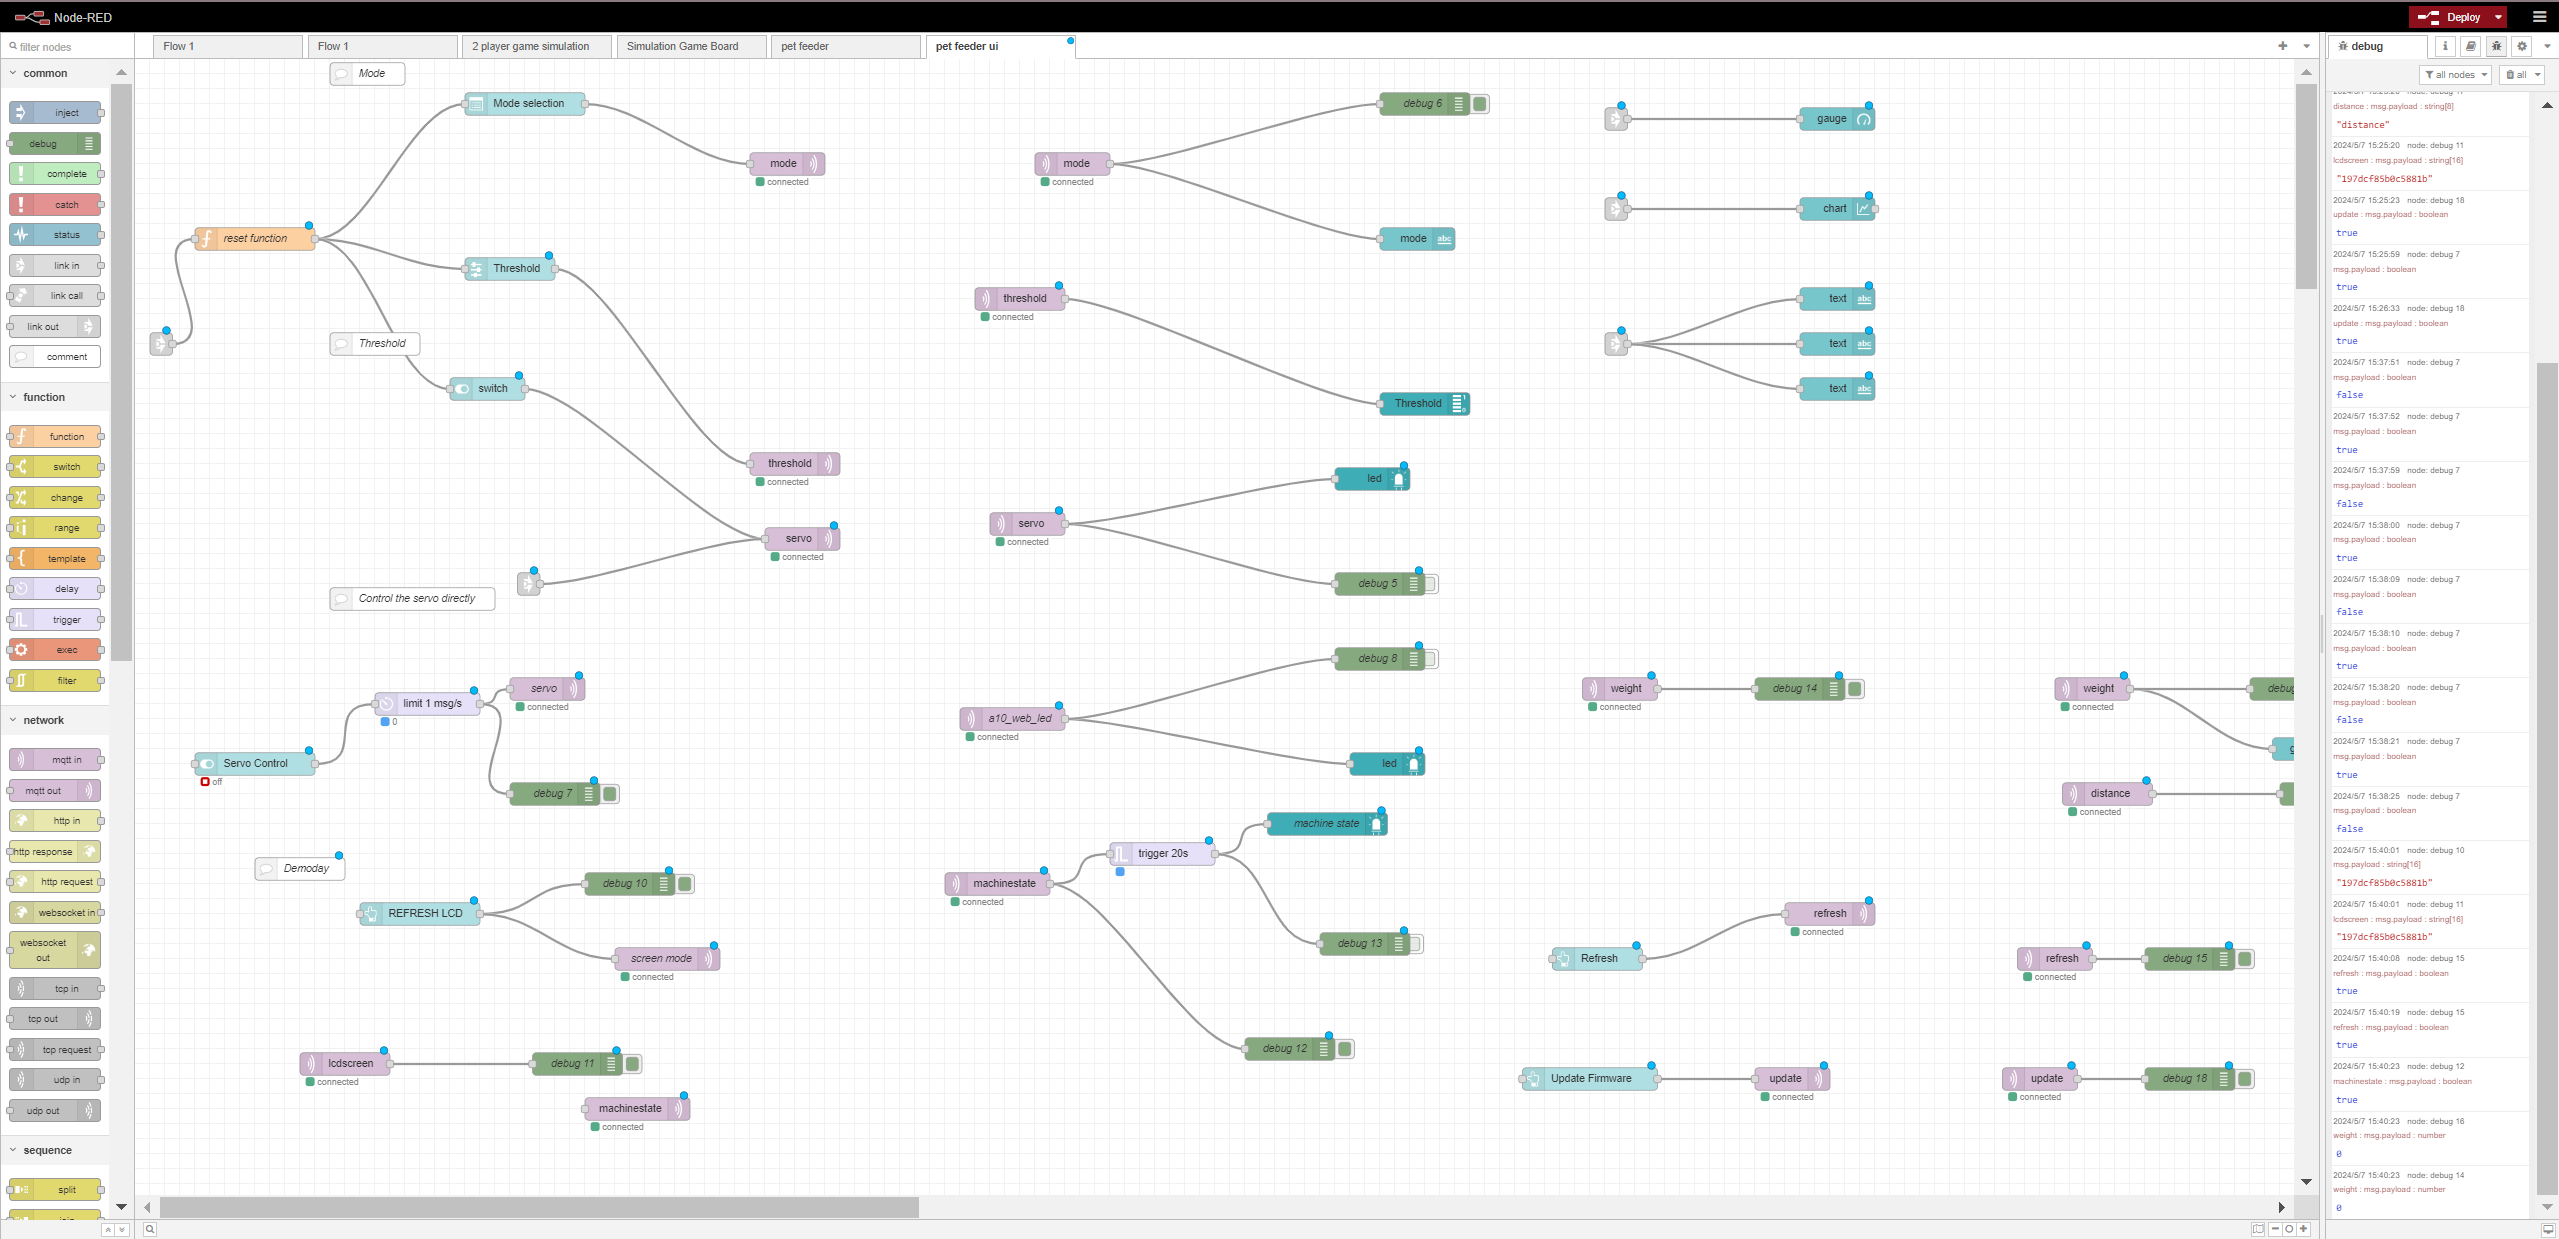 Node-RED
Deploy
filter nodes
Flow 1
Flow 1
2 player game simulation
Simulation Game Board
pet feeder
pet feeder ui
debug
all nodes
all
common
inject
debug
complete
catch
status
link in
link call
link out
comment
function
function
switch
change
range
template
delay
trigger
exec
filter
network
mqtt in
mqtt out
http in
http response
http request
websocket in
websocket
out
tcp in
tcp out
tcp request
udp in
udp out
sequence
split
Mode
Mode selection
mode
connected
reset function
Threshold
Threshold
switch
threshold
connected
servo
connected
Control the servo directly
servo
connected
limit 1 msg/s
0
Servo Control
off
debug 7
Demoday
debug 10
REFRESH LCD
screen mode
connected
lcdscreen
connected
debug 11
machinestate
connected
debug 6
mode
connected
mode
threshold
connected
Threshold
led
servo
connected
debug 5
debug 8
a10_web_led
connected
led
machine state
trigger 20s
machinestate
connected
debug 13
debug 12
gauge
chart
text
text
text
weight
connected
debug 14
weight
connected
debug
distance
connected
refresh
connected
Refresh
refresh
connected
debug 15
Update Firmware
update
connected
update
connected
debug 18
distance : msg.payload : string[8]
"distance"
2024/5/7 15:25:20 node: debug 11
lcdscreen : msg.payload : string[16]
"197dcf85b0c5881b"
2024/5/7 15:25:23 node: debug 18
update : msg.payload : boolean
true
2024/5/7 15:25:59 node: debug 7
msg.payload : boolean
true
2024/5/7 15:26:33 node: debug 18
update : msg.payload : boolean
true
2024/5/7 15:37:51 node: debug 7
msg.payload : boolean
false
2024/5/7 15:37:52 node: debug 7
msg.payload : boolean
true
2024/5/7 15:37:59 node: debug 7
msg.payload : boolean
false
2024/5/7 15:38:00 node: debug 7
msg.payload : boolean
true
2024/5/7 15:38:09 node: debug 7
msg.payload : boolean
false
2024/5/7 15:38:10 node: debug 7
msg.payload : boolean
true
2024/5/7 15:38:20 node: debug 7
msg.payload : boolean
false
2024/5/7 15:38:21 node: debug 7
msg.payload : boolean
true
2024/5/7 15:38:25 node: debug 7
msg.payload : boolean
false
2024/5/7 15:40:01 node: debug 10
msg.payload : string[16]
"197dcf85b0c5881b"
2024/5/7 15:40:01 node: debug 11
lcdscreen : msg.payload : string[16]
"197dcf85b0c5881b"
2024/5/7 15:40:08 node: debug 15
refresh : msg.payload : boolean
true
2024/5/7 15:40:19 node: debug 15
refresh : msg.payload : boolean
true
2024/5/7 15:40:23 node: debug 12
machinestate : msg.payload : boolean
true
2024/5/7 15:40:23 node: debug 16
weight : msg.payload : number
0
2024/5/7 15:40:23 node: debug 14
weight : msg.payload : number
0